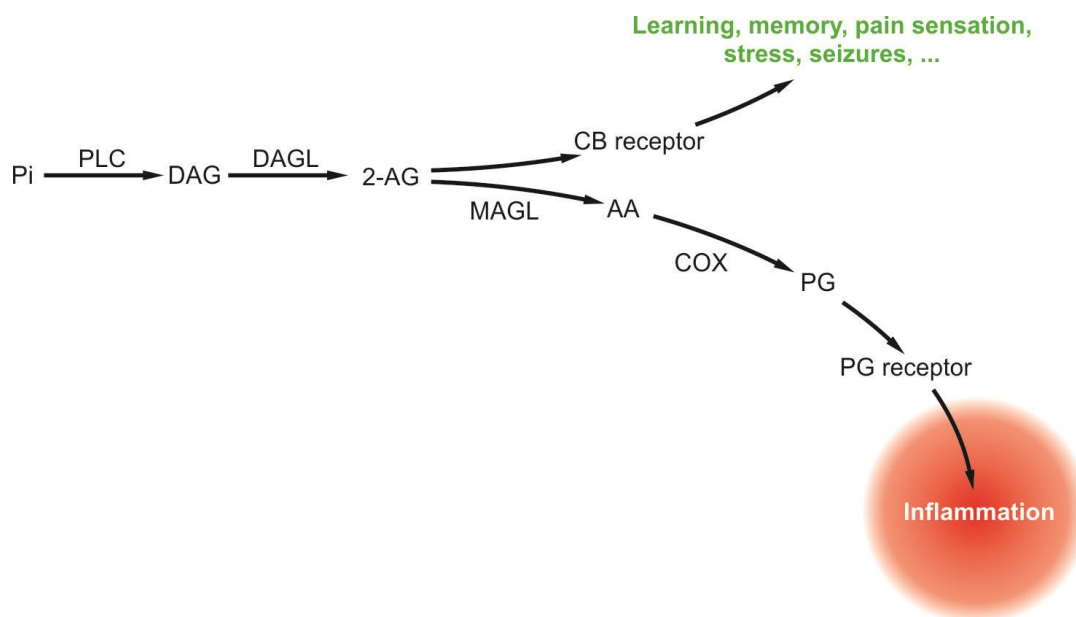 Learning, memory, pain sensation,
stress, seizures, ...
CB receptor
PLC
DAGL
Pi
DAG
2-AG
MAGL
AA
COX
PG
PG receptor
Inflammation